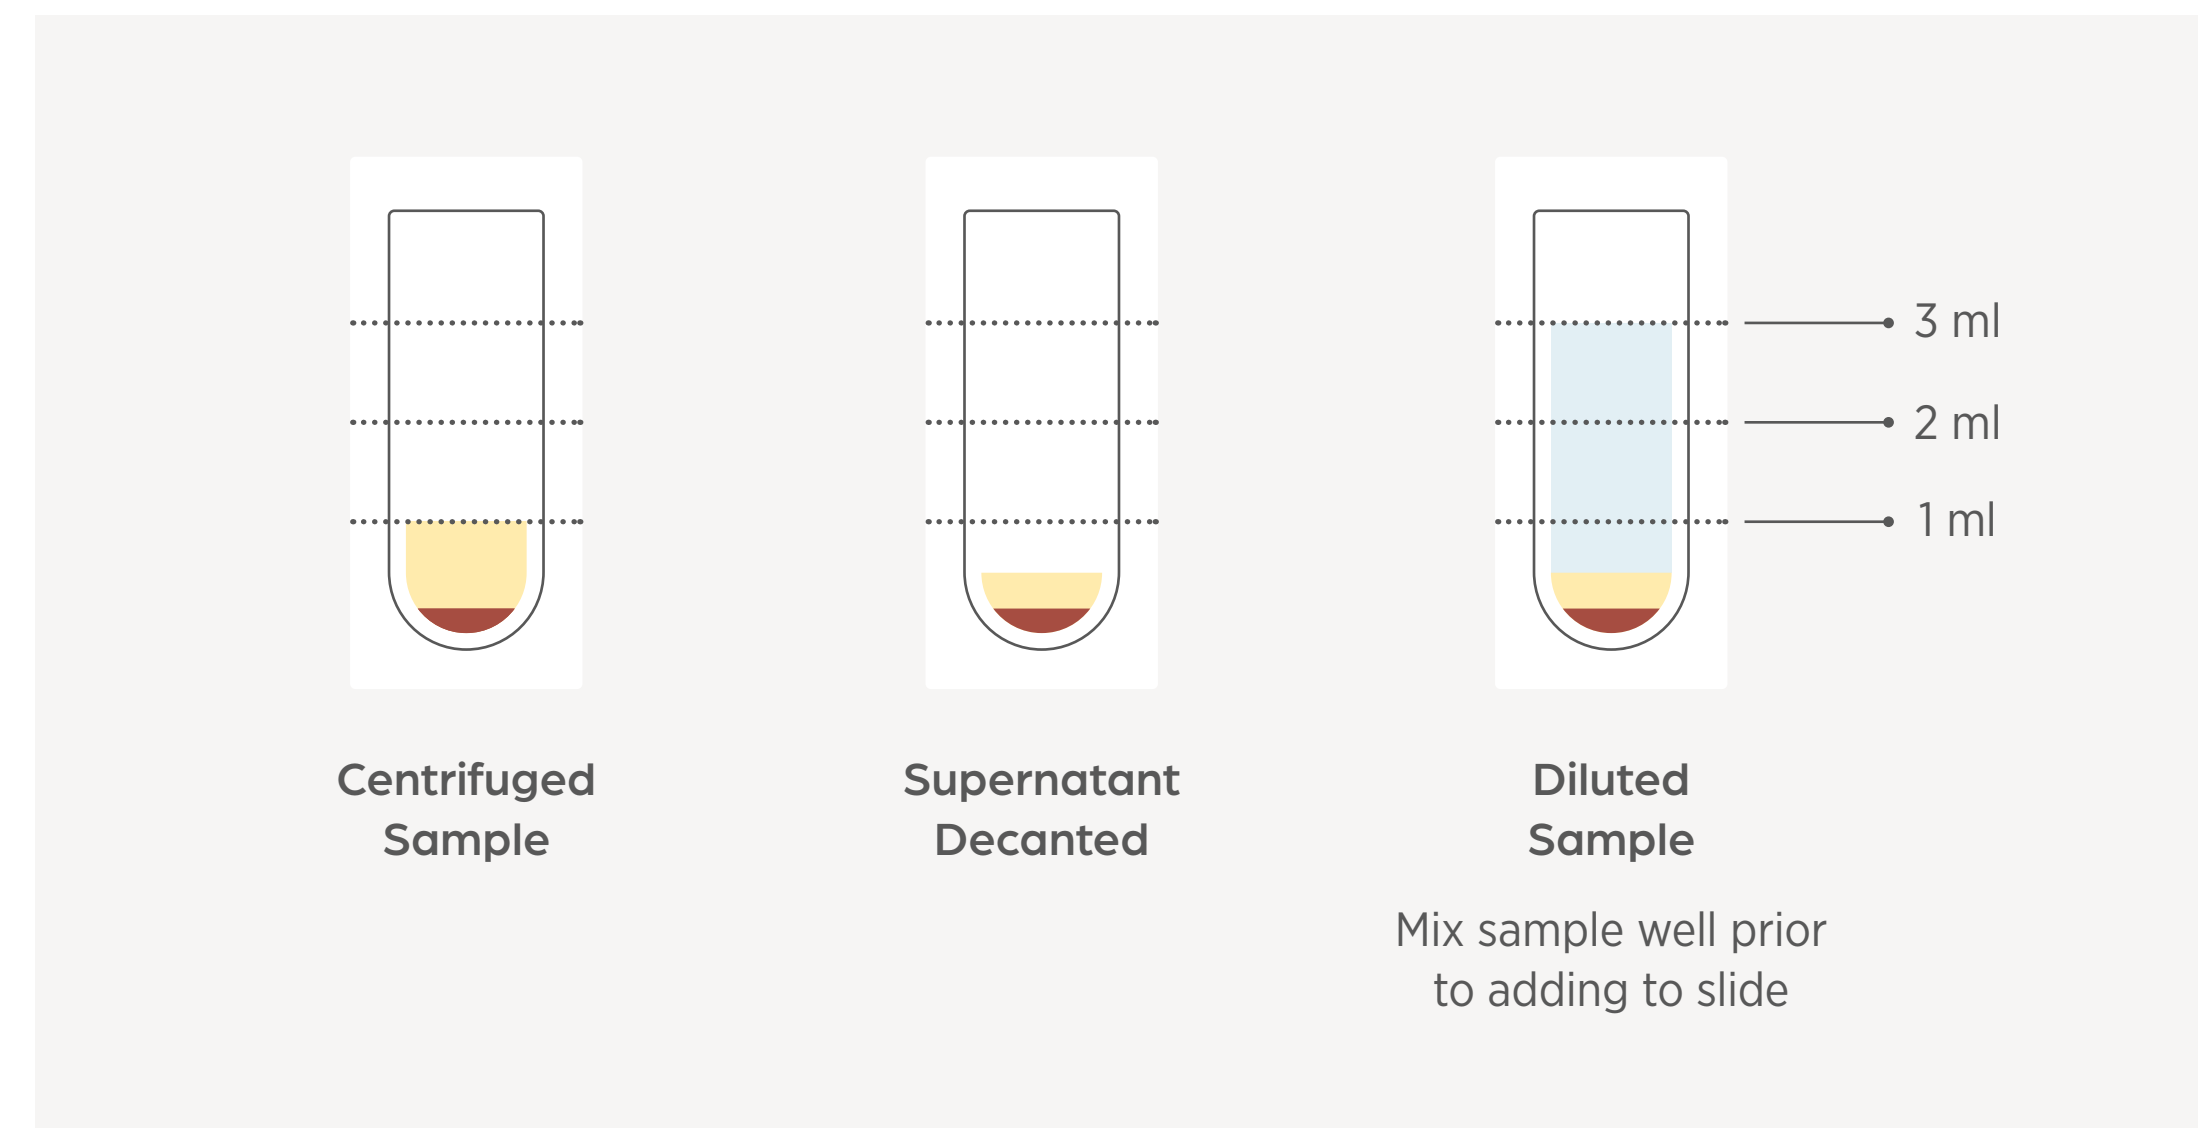 3 ml
2 ml
1 ml
Centrifuged
Sample
Supernatant
Decanted
Diluted
Sample
Mix sample well prior
to adding to slide